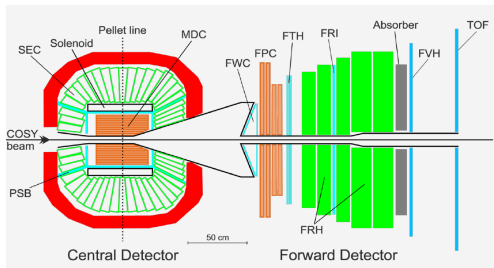 Pellet line
Solenoid
MDC
SEC
FWC
FPC
FTH
FRI
Absorber
TOF
FVH
COSY
beam
PSB
FRH
50 cm
Central Detector
Forward Detector